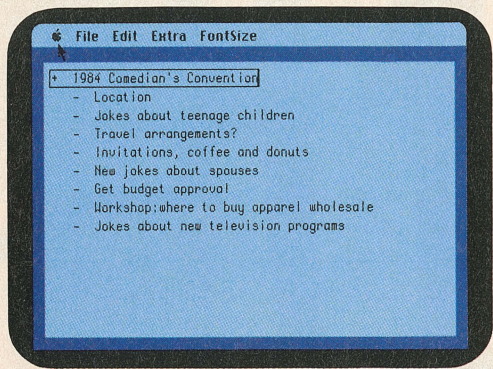 File Edit Extra FontSize
+ 1984 Comedian's Convention
- Location
- Jokes about teenage children
- Travel arrangements?
- Invitations, coffee and donuts
- New jokes about spouses
- Get budget approval
- Workshop:where to buy apparel wholesale
- Jokes about new television programs